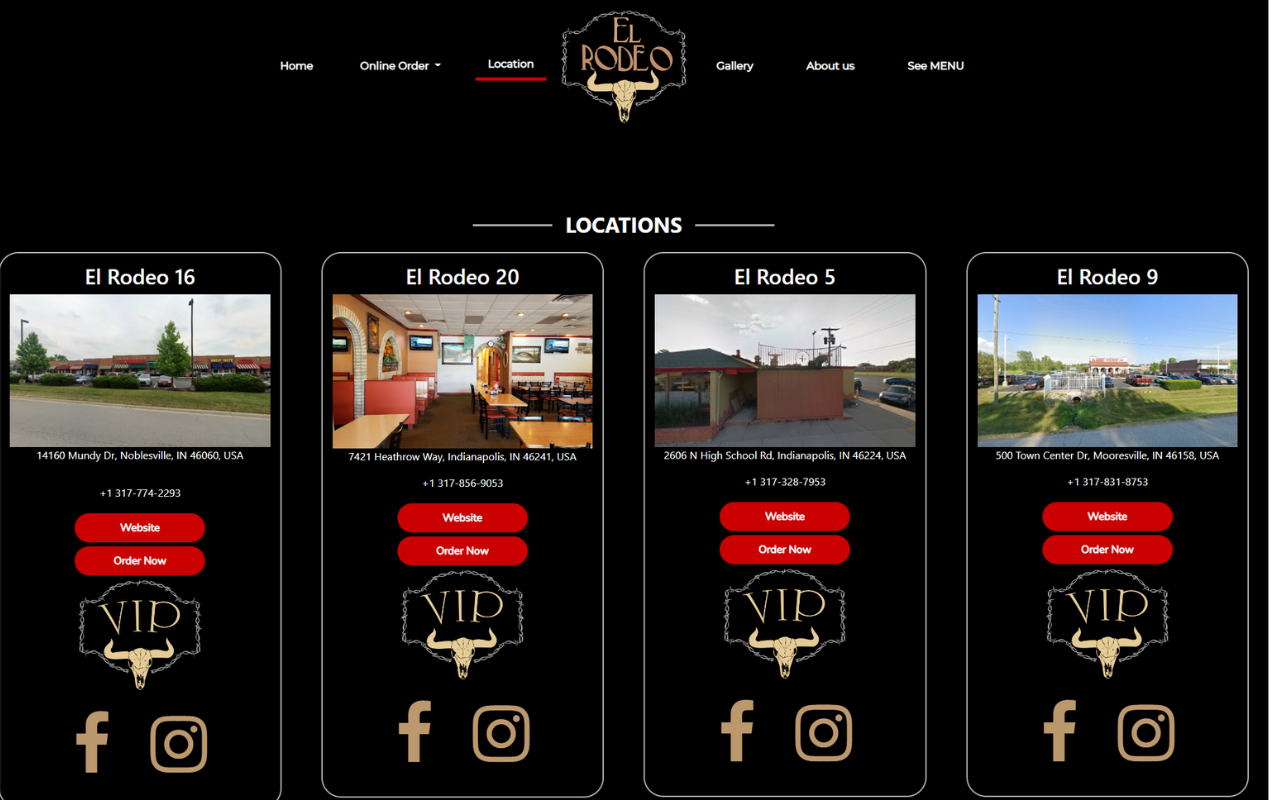 Home
Online Order
Location
EL
RODEO
Gallery
About us
See MENU
LOCATIONS
El Rodeo 16
14160 Mundy Dr, Noblesville, IN 46060, USA
+1 317-774-2293
Website
Order Now
VIP
El Rodeo 20
7421 Heathrow Way, Indianapolis, IN 46241, USA
+1 317-856-9053
Website
Order Now
VIP
El Rodeo 5
2606 N High School Rd, Indianapolis, IN 46224, USA
+1 317-328-7953
Website
Order Now
VIP
El Rodeo 9
500 Town Center Dr, Mooresville, IN 46158, USA
+1 317-831-8753
Website
Order Now
VIP